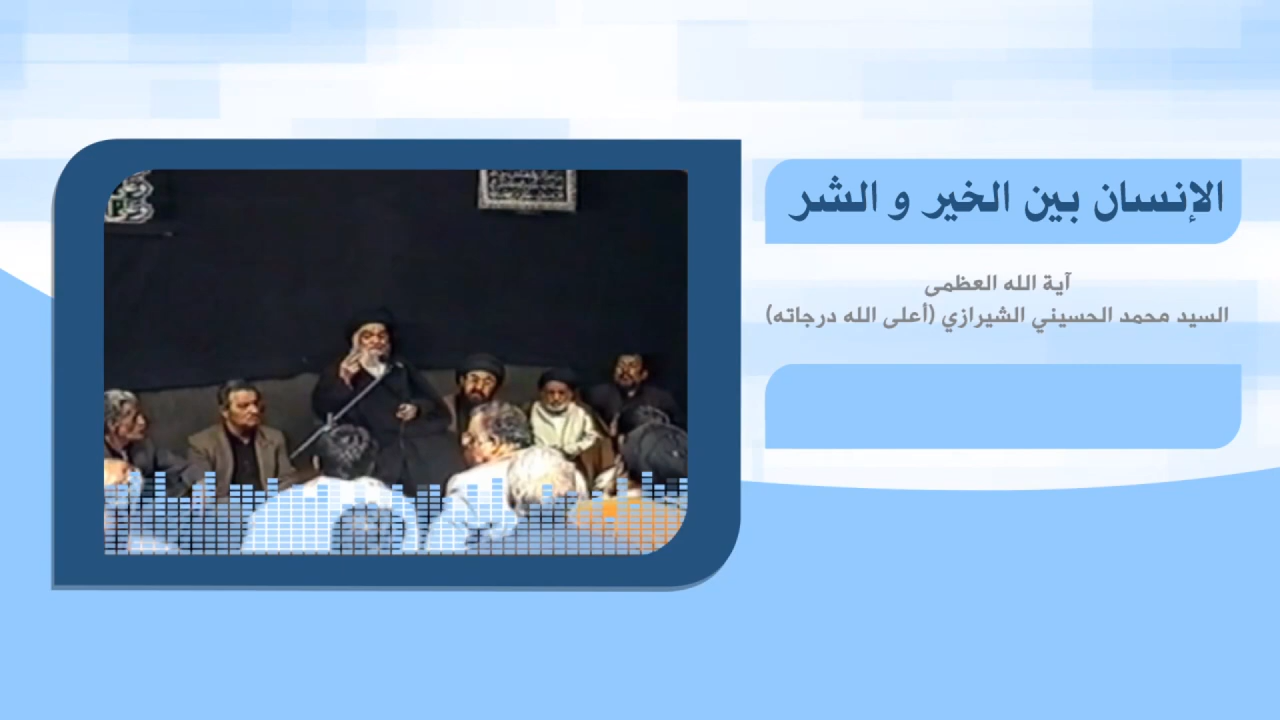 الإنسان بين الخير و الشر
آية الله العظمى
السيد محمد الحسيني الشيرازي (أعلى الله درجاته)